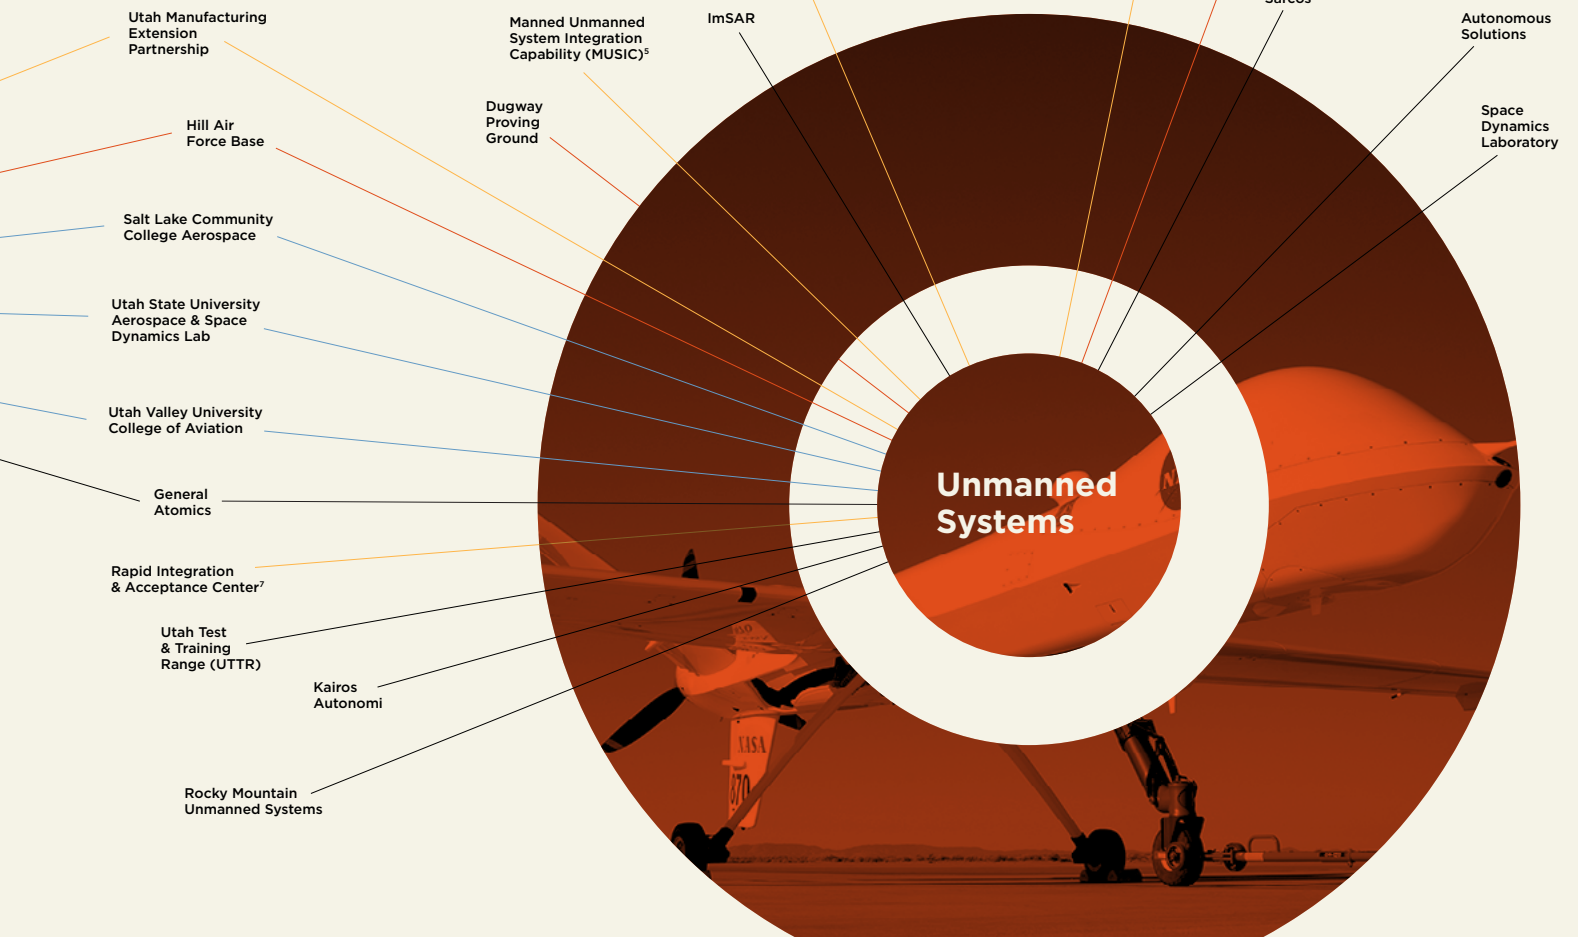 Utah Manufacturing
Extension
Partnership
Manned Unmanned
System Integration
Capability (MUSIC)⁵
ImSAR
Sarcos
Autonomous
Solutions
Dugway
Proving
Ground
Space
Dynamics
Laboratory
Hill Air
Force Base
Salt Lake Community
College Aerospace
Utah State University
Aerospace & Space
Dynamics Lab
Utah Valley University
College of Aviation
General
Atomics
Unmanned
Systems
Rapid Integration
& Acceptance Center⁷
Utah Test
& Training
Range (UTTR)
Kairos
Autonomi
Rocky Mountain
Unmanned Systems
NASA
870